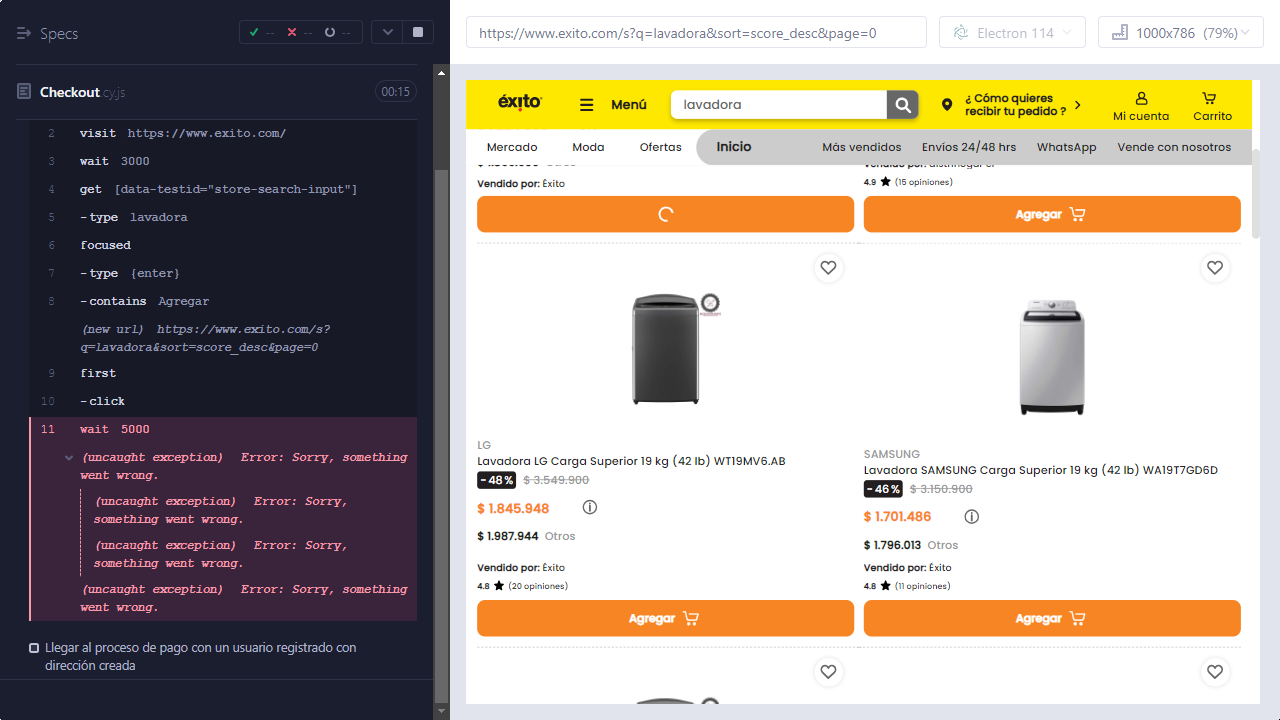 Specs
--
--
--
Checkout cy.js
00:15
2 visit https://www.exito.com/
3 wait 3000
4 get [data-testid="store-search-input"]
5 -type lavadora
6 focused
7 -type {enter}
8 -contains Agregar
(new url) https://www.exito.com/s?
q=lavadora&sort=score_desc&page=0
9 first
10 -click
11 wait 5000
(uncaught exception) Error: Sorry, something
went wrong.
(uncaught exception) Error: Sorry,
something went wrong.
(uncaught exception) Error: Sorry,
something went wrong.
(uncaught exception) Error: Sorry, something
went wrong.
Llegar al proceso de pago con un usuario registrado con
dirección creada
https://www.exito.com/s?q=lavadora&sort=score_desc&page=0
Electron 114
1000x786 (79%)
éxito
Menú
lavadora
¿ Cómo quieres
recibir tu pedido ?
Mi cuenta
Carrito
Mercado
Moda
Ofertas
Inicio
Más vendidos
Envíos 24/48 hrs
WhatsApp
Vende con nosotros
Vendido por: Éxito
4.9 (15 opiniones)
Agregar
LG
Lavadora LG Carga Superior 19 kg (42 lb) WT19MV6.AB
-48% $ 3.549.900
$ 1.845.948
$ 1.987.944 Otros
Vendido por: Éxito
4.8 (20 opiniones)
Agregar
SAMSUNG
Lavadora SAMSUNG Carga Superior 19 kg (42 lb) WA19T7GD6D
-46% $ 3.150.900
$ 1.701.486
$ 1.796.013 Otros
Vendido por: Éxito
4.8 (11 opiniones)
Agregar